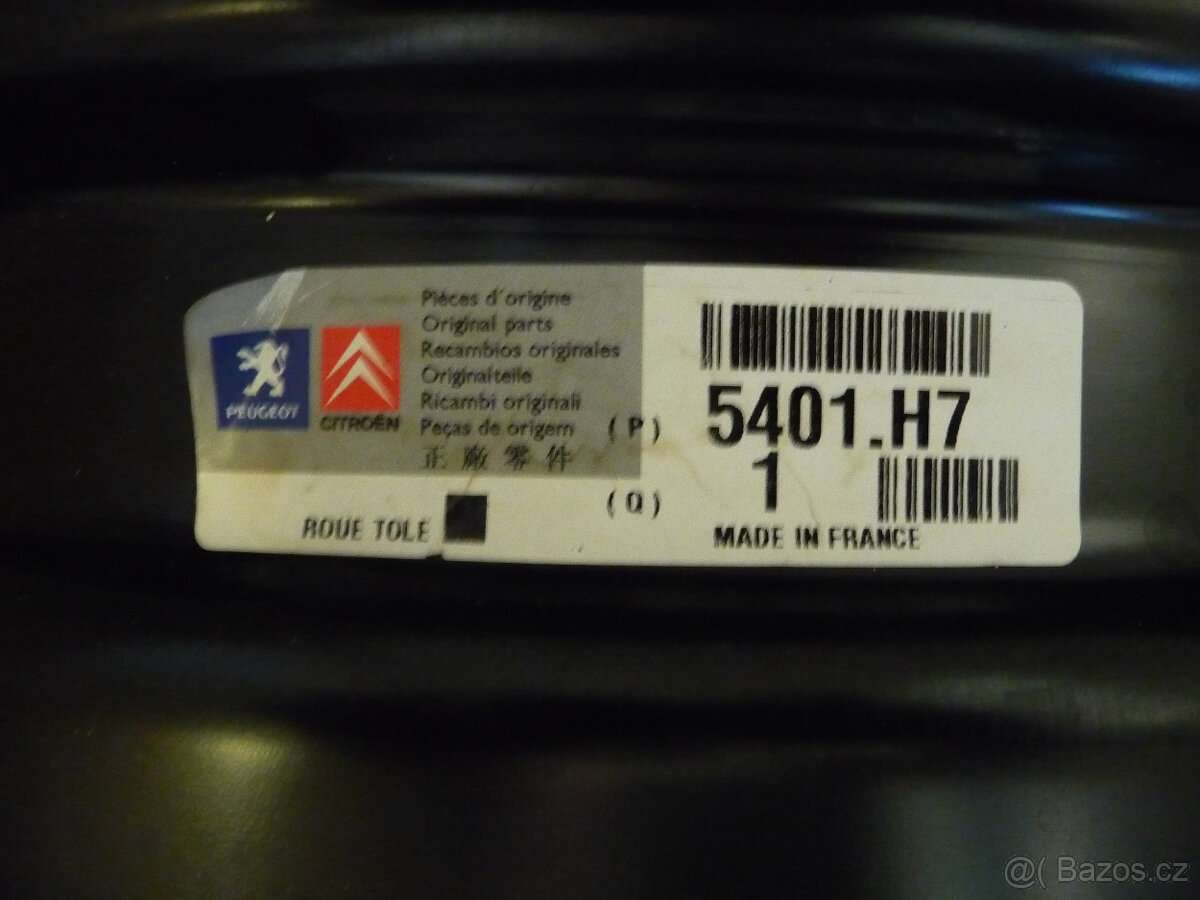 PEUGEOT
CITROËN
Pièces d'origine
Original parts
Recambios originales
Originalteile
Ricambi originali
Peças de origem
正廠零件
(P) 5401.H7
(Q) 1
ROUE TOLE
MADE IN FRANCE
@( Bazos.cz